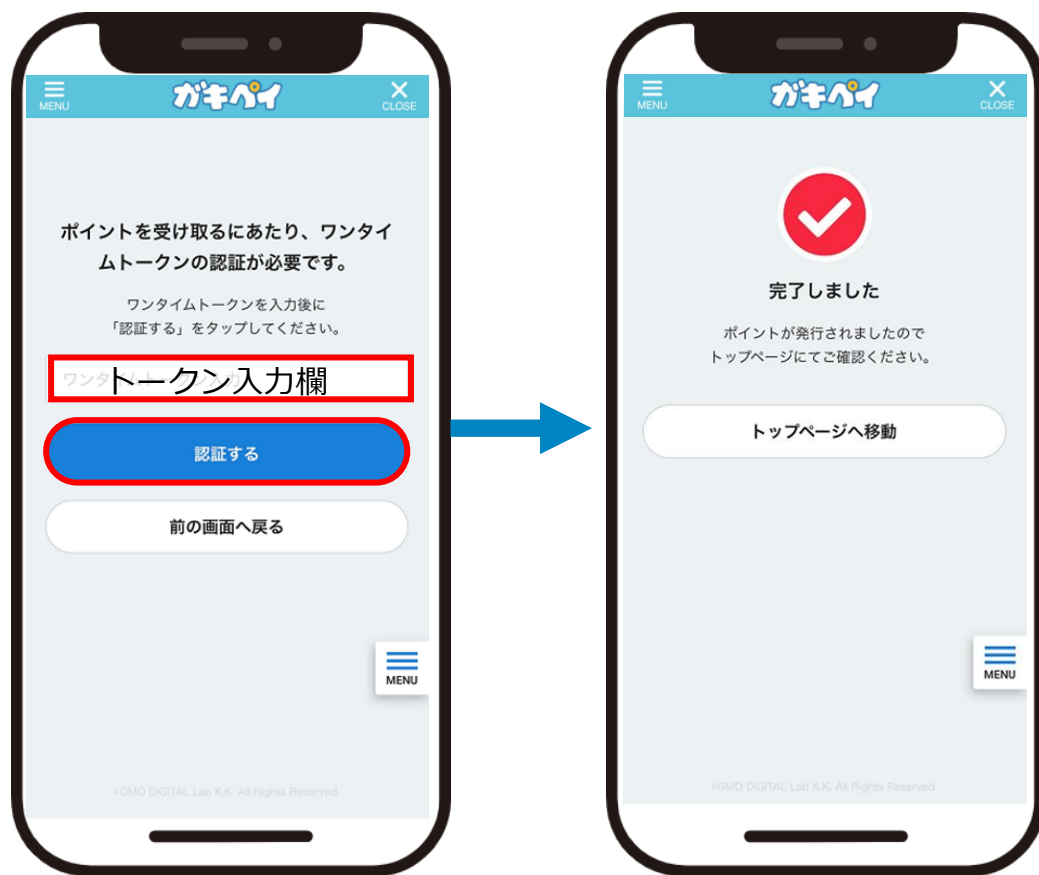 MENU
ガキペイ
CLOSE
ポイントを受け取るにあたり、ワンタイ
ムトークンの認証が必要です。
ワンタイムトークンを入力後に
「認証する」をタップしてください。
トークン入力欄
認証する
前の画面へ戻る
MENU
©GMO DIGITAL Lab K.K. All Rights Reserved.
MENU
ガキペイ
CLOSE
完了しました
ポイントが発行されましたので
トップページにてご確認ください。
トップページへ移動
MENU
©GMO DIGITAL Lab K.K. All Rights Reserved.